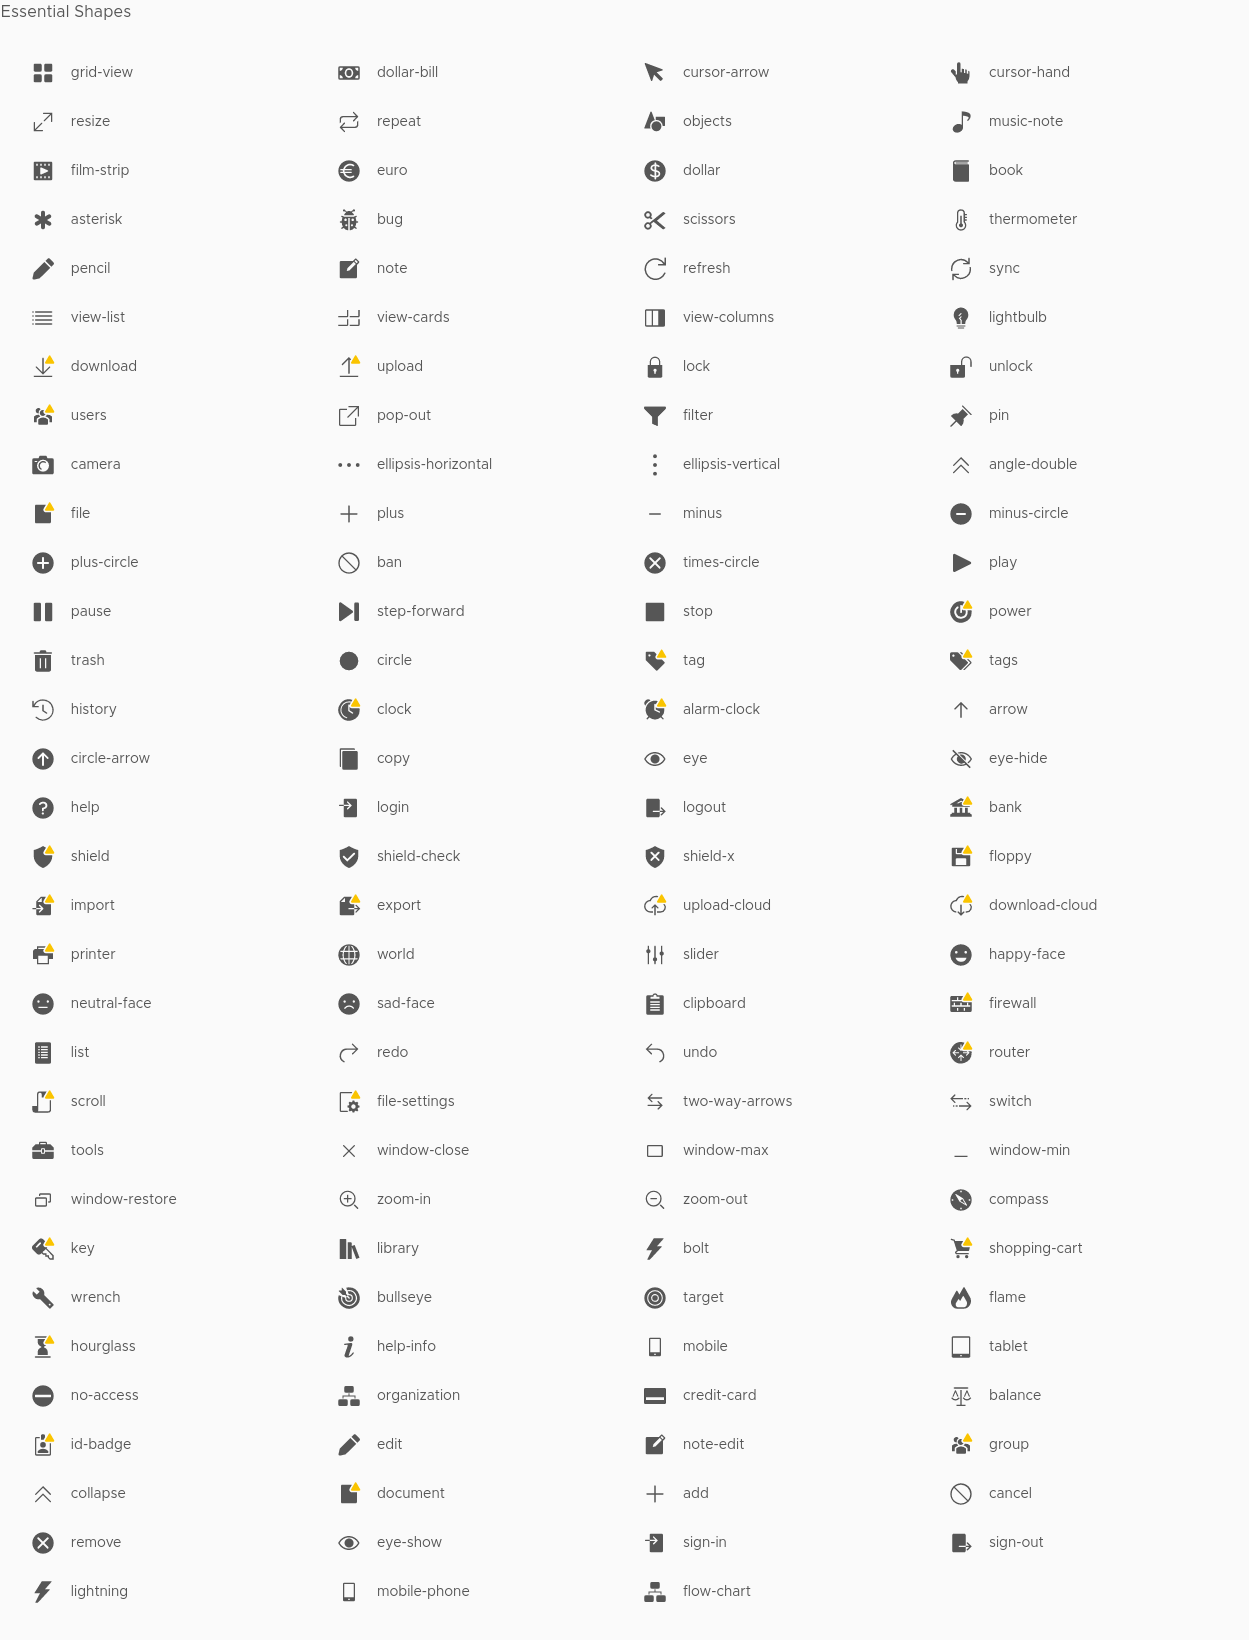 Essential Shapes
grid-view
dollar-bill
cursor-arrow
cursor-hand
resize
repeat
objects
music-note
film-strip
euro
dollar
book
asterisk
bug
scissors
thermometer
pencil
note
refresh
sync
view-list
view-cards
view-columns
lightbulb
download
upload
lock
unlock
users
pop-out
filter
pin
camera
ellipsis-horizontal
ellipsis-vertical
angle-double
file
plus
minus
minus-circle
plus-circle
ban
times-circle
play
pause
step-forward
stop
power
trash
circle
tag
tags
history
clock
alarm-clock
arrow
circle-arrow
copy
eye
eye-hide
help
login
logout
bank
shield
shield-check
shield-x
floppy
import
export
upload-cloud
download-cloud
printer
world
slider
happy-face
neutral-face
sad-face
clipboard
firewall
list
redo
undo
router
scroll
file-settings
two-way-arrows
switch
tools
window-close
window-max
window-min
window-restore
zoom-in
zoom-out
compass
key
library
bolt
shopping-cart
wrench
bullseye
target
flame
hourglass
help-info
mobile
tablet
no-access
organization
credit-card
balance
id-badge
edit
note-edit
group
collapse
document
add
cancel
remove
eye-show
sign-in
sign-out
lightning
mobile-phone
flow-chart